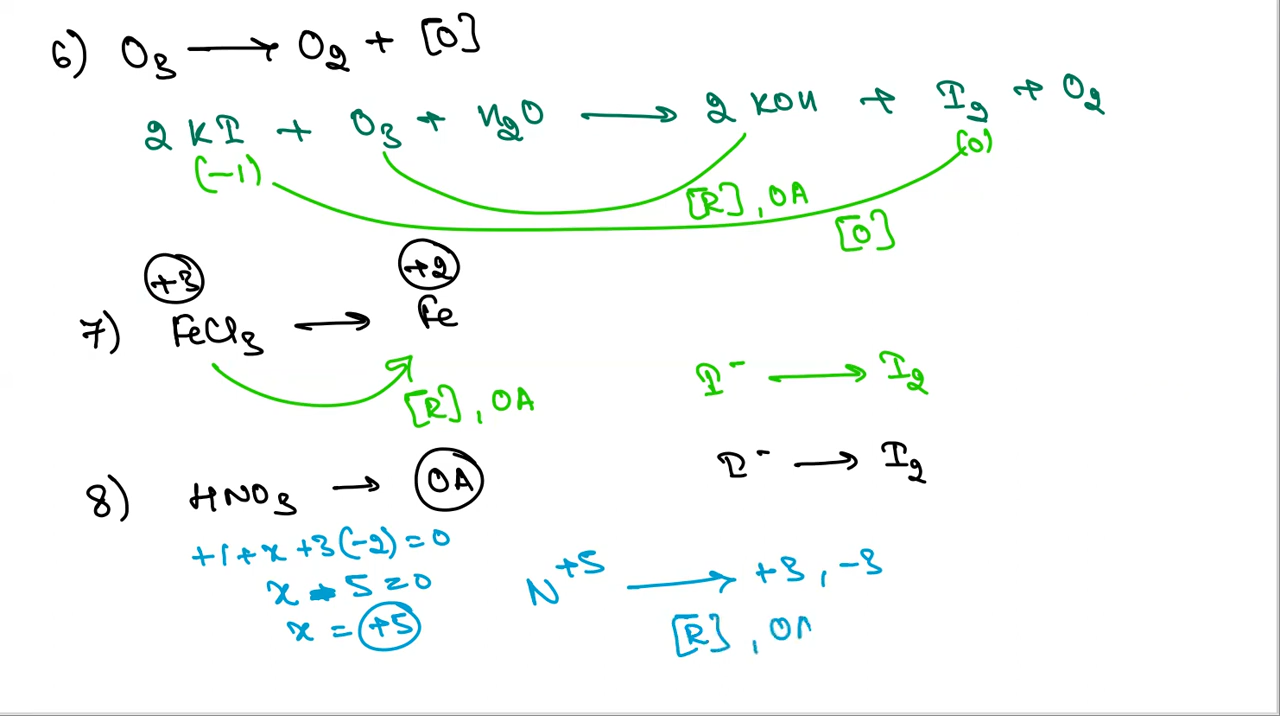 6) O₃ ⟶ O₂ + [O]
2 KI + O₃ + H₂O ⟶ 2 KOH + I₂ + O₂
(-1) (0)
[R], OA
[O]
+3 +2
7) FeCl₃ ⟶ Fe
[R], OA
I⁻ ⟶ I₂
I⁻ ⟶ I₂
8) HNO₃ → OA
+1+x+3(-2)=0
x - 5=0
x = +5
N⁺⁵ ⟶ +3, -3
[R], OA